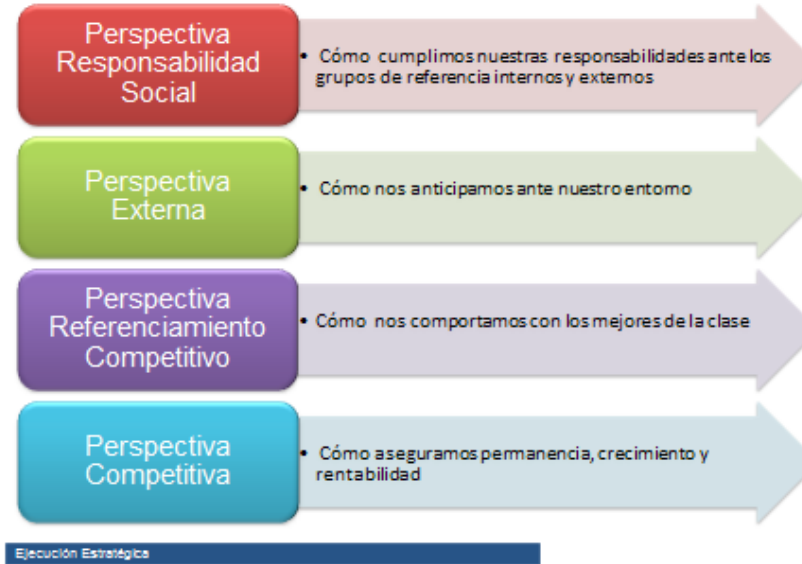 Perspectiva
Responsabilidad
Social
• Cómo cumplimos nuestras responsabilidades ante los
grupos de referencia internos y externos
Perspectiva
Externa
• Cómo nos anticipamos ante nuestro entorno
Perspectiva
Referenciamiento
Competitivo
• Cómo nos comportamos con los mejores de la clase
Perspectiva
Competitiva
• Cómo aseguramos permanencia, crecimiento y
rentabilidad
Ejecución Estratégica